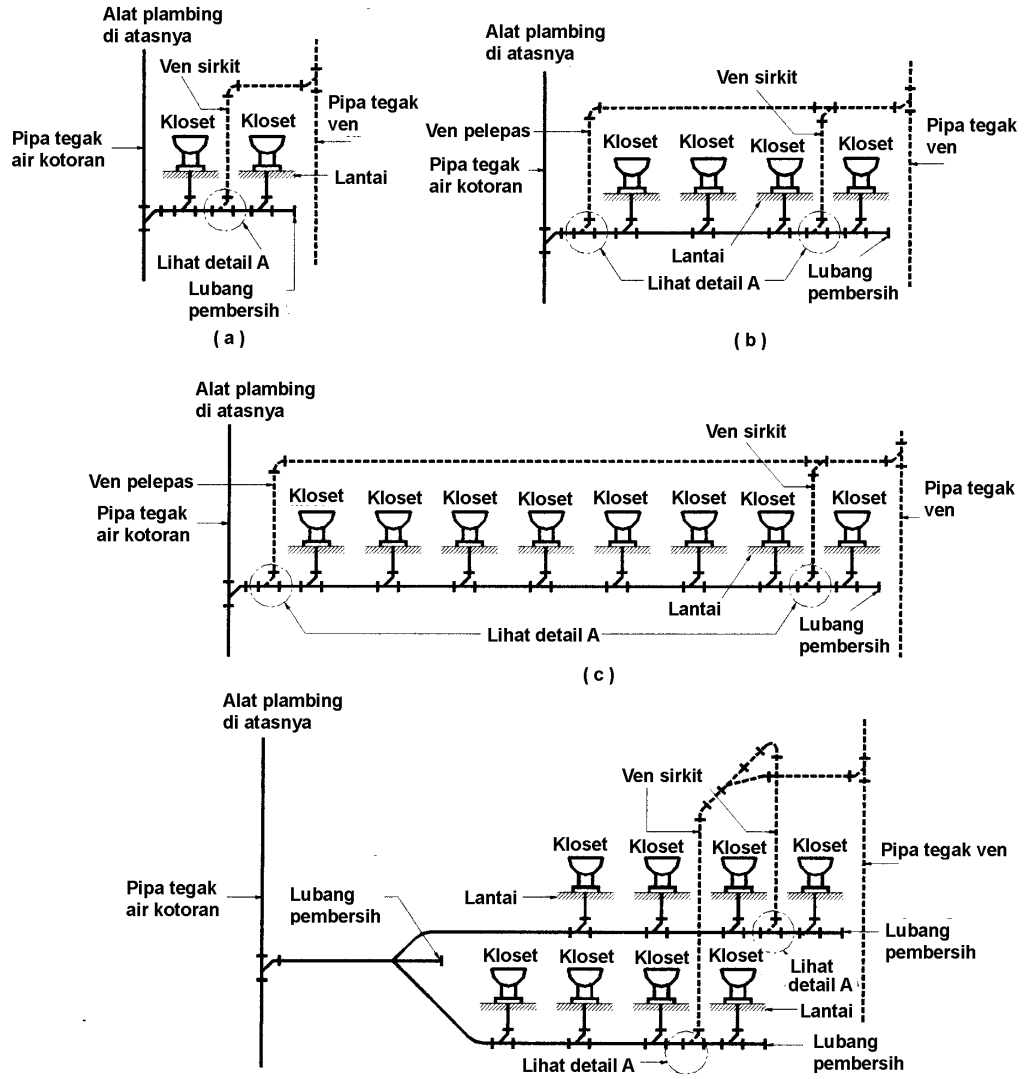 Alat plambing
di atasnya
Ven sirkit
Kloset
Kloset
Pipa tegak
ven
Pipa tegak
air kotoran
Lantai
Lihat detail A
Lubang
pembersih
( a )
Alat plambing
di atasnya
Ven sirkit
Ven pelepas
Pipa tegak
air kotoran
Kloset
Kloset
Kloset
Kloset
Pipa tegak
ven
Lantai
Lihat detail A
Lubang
pembersih
( b )
Alat plambing
di atasnya
Ven sirkit
Ven pelepas
Pipa tegak
air kotoran
Kloset
Kloset
Kloset
Kloset
Kloset
Kloset
Kloset
Kloset
Pipa tegak
ven
Lantai
Lihat detail A
Lubang
pembersih
( c )
Alat plambing
di atasnya
Ven sirkit
Kloset
Kloset
Kloset
Kloset
Pipa tegak ven
Pipa tegak
air kotoran
Lubang
pembersih
Lantai
Lubang
pembersih
Kloset
Kloset
Kloset
Kloset
Lihat
detail A
Lantai
Lubang
pembersih
Lihat detail A